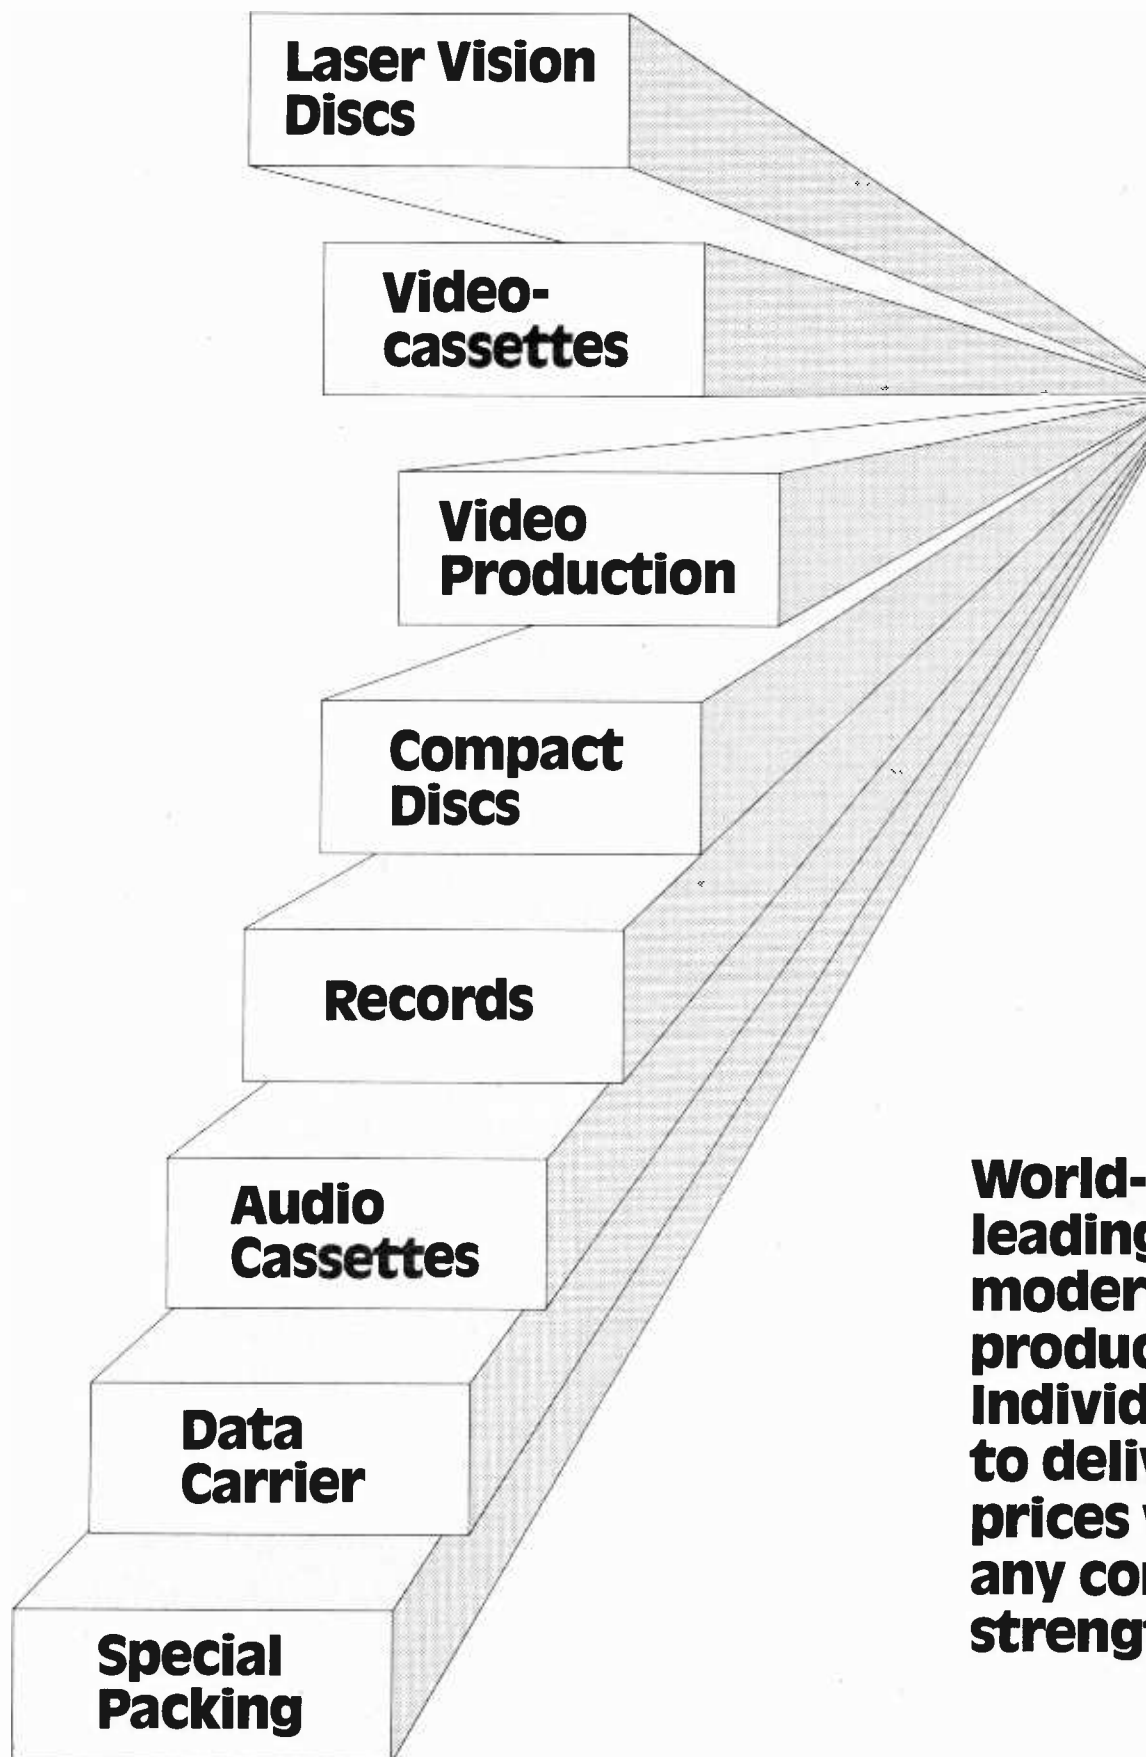 Laser Vision
Discs
Video-
cassettes
Video
Production
Compact
Discs
Records
Audio
Cassettes
Data
Carrier
Special
Packing
World-
leading
moder
produc
Individ
to deliv
prices
any co
streng